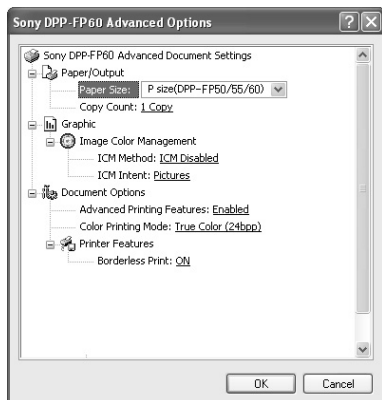 Sony DPP-FP60 Advanced Options
Sony DPP-FP60 Advanced Document Settings
Paper/Output
Paper Size: P size(DPP-FP50/55/60)
Copy Count: 1 Copy
Graphic
Image Color Management
ICM Method: ICM Disabled
ICM Intent: Pictures
Document Options
Advanced Printing Features: Enabled
Color Printing Mode: True Color (24bpp)
Printer Features
Borderless Print: ON
OK Cancel